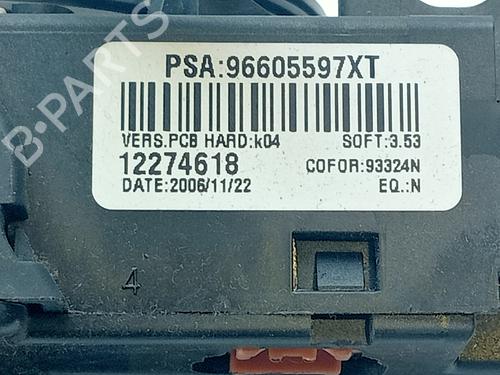 PSA:96605597XT
VERS.PCB HARD:k04 SOFT:3.53
12274618 COFOR:93324N
DATE:2006/11/22 EQ.:N
4
B-PARTS